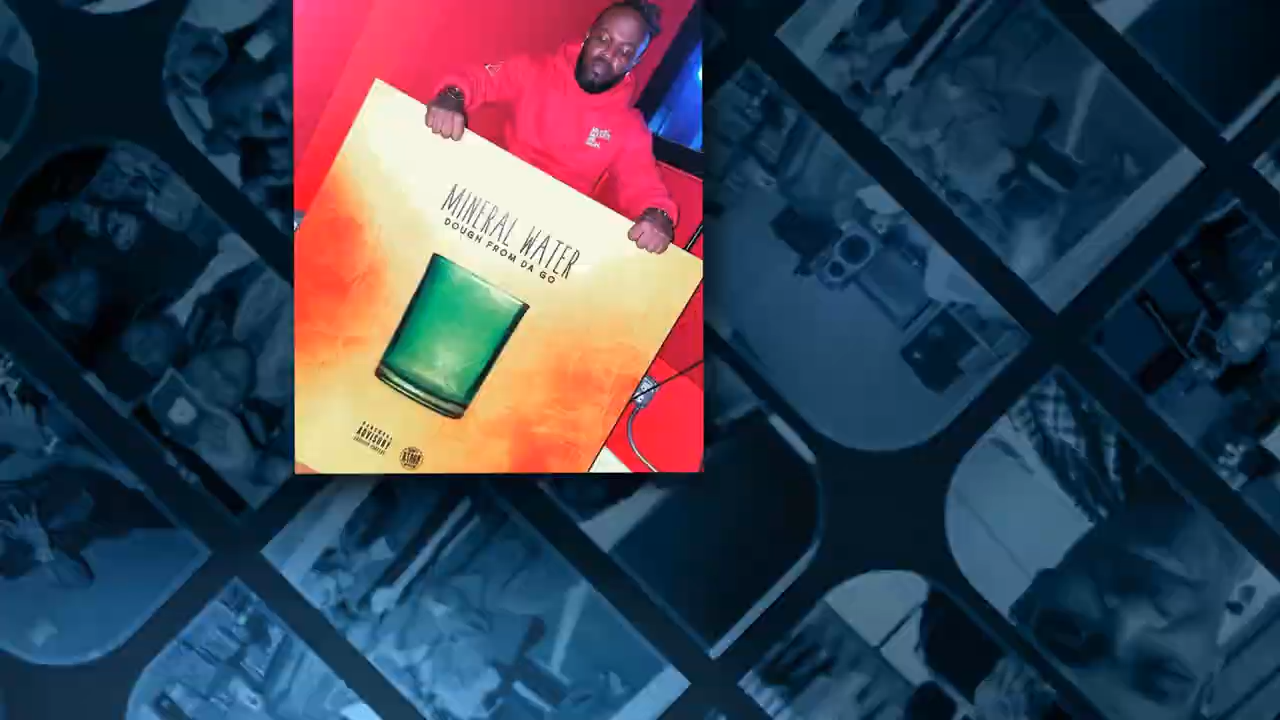 MINERAL WATER
DOUGH FROM DA GO
PARENTAL
ADVISORY
EXPLICIT CONTENT